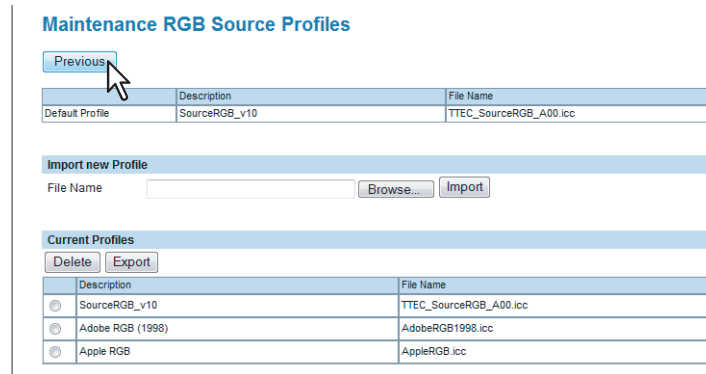 Maintenance RGB Source Profiles
Previous
Description File Name
Default Profile SourceRGB_v10 TTEC_SourceRGB_A00.icc
Import new Profile
File Name Browse... Import
Current Profiles
Delete Export
Description File Name
SourceRGB_v10 TTEC_SourceRGB_A00.icc
Adobe RGB (1998) AdobeRGB1998.icc
Apple RGB AppleRGB.icc